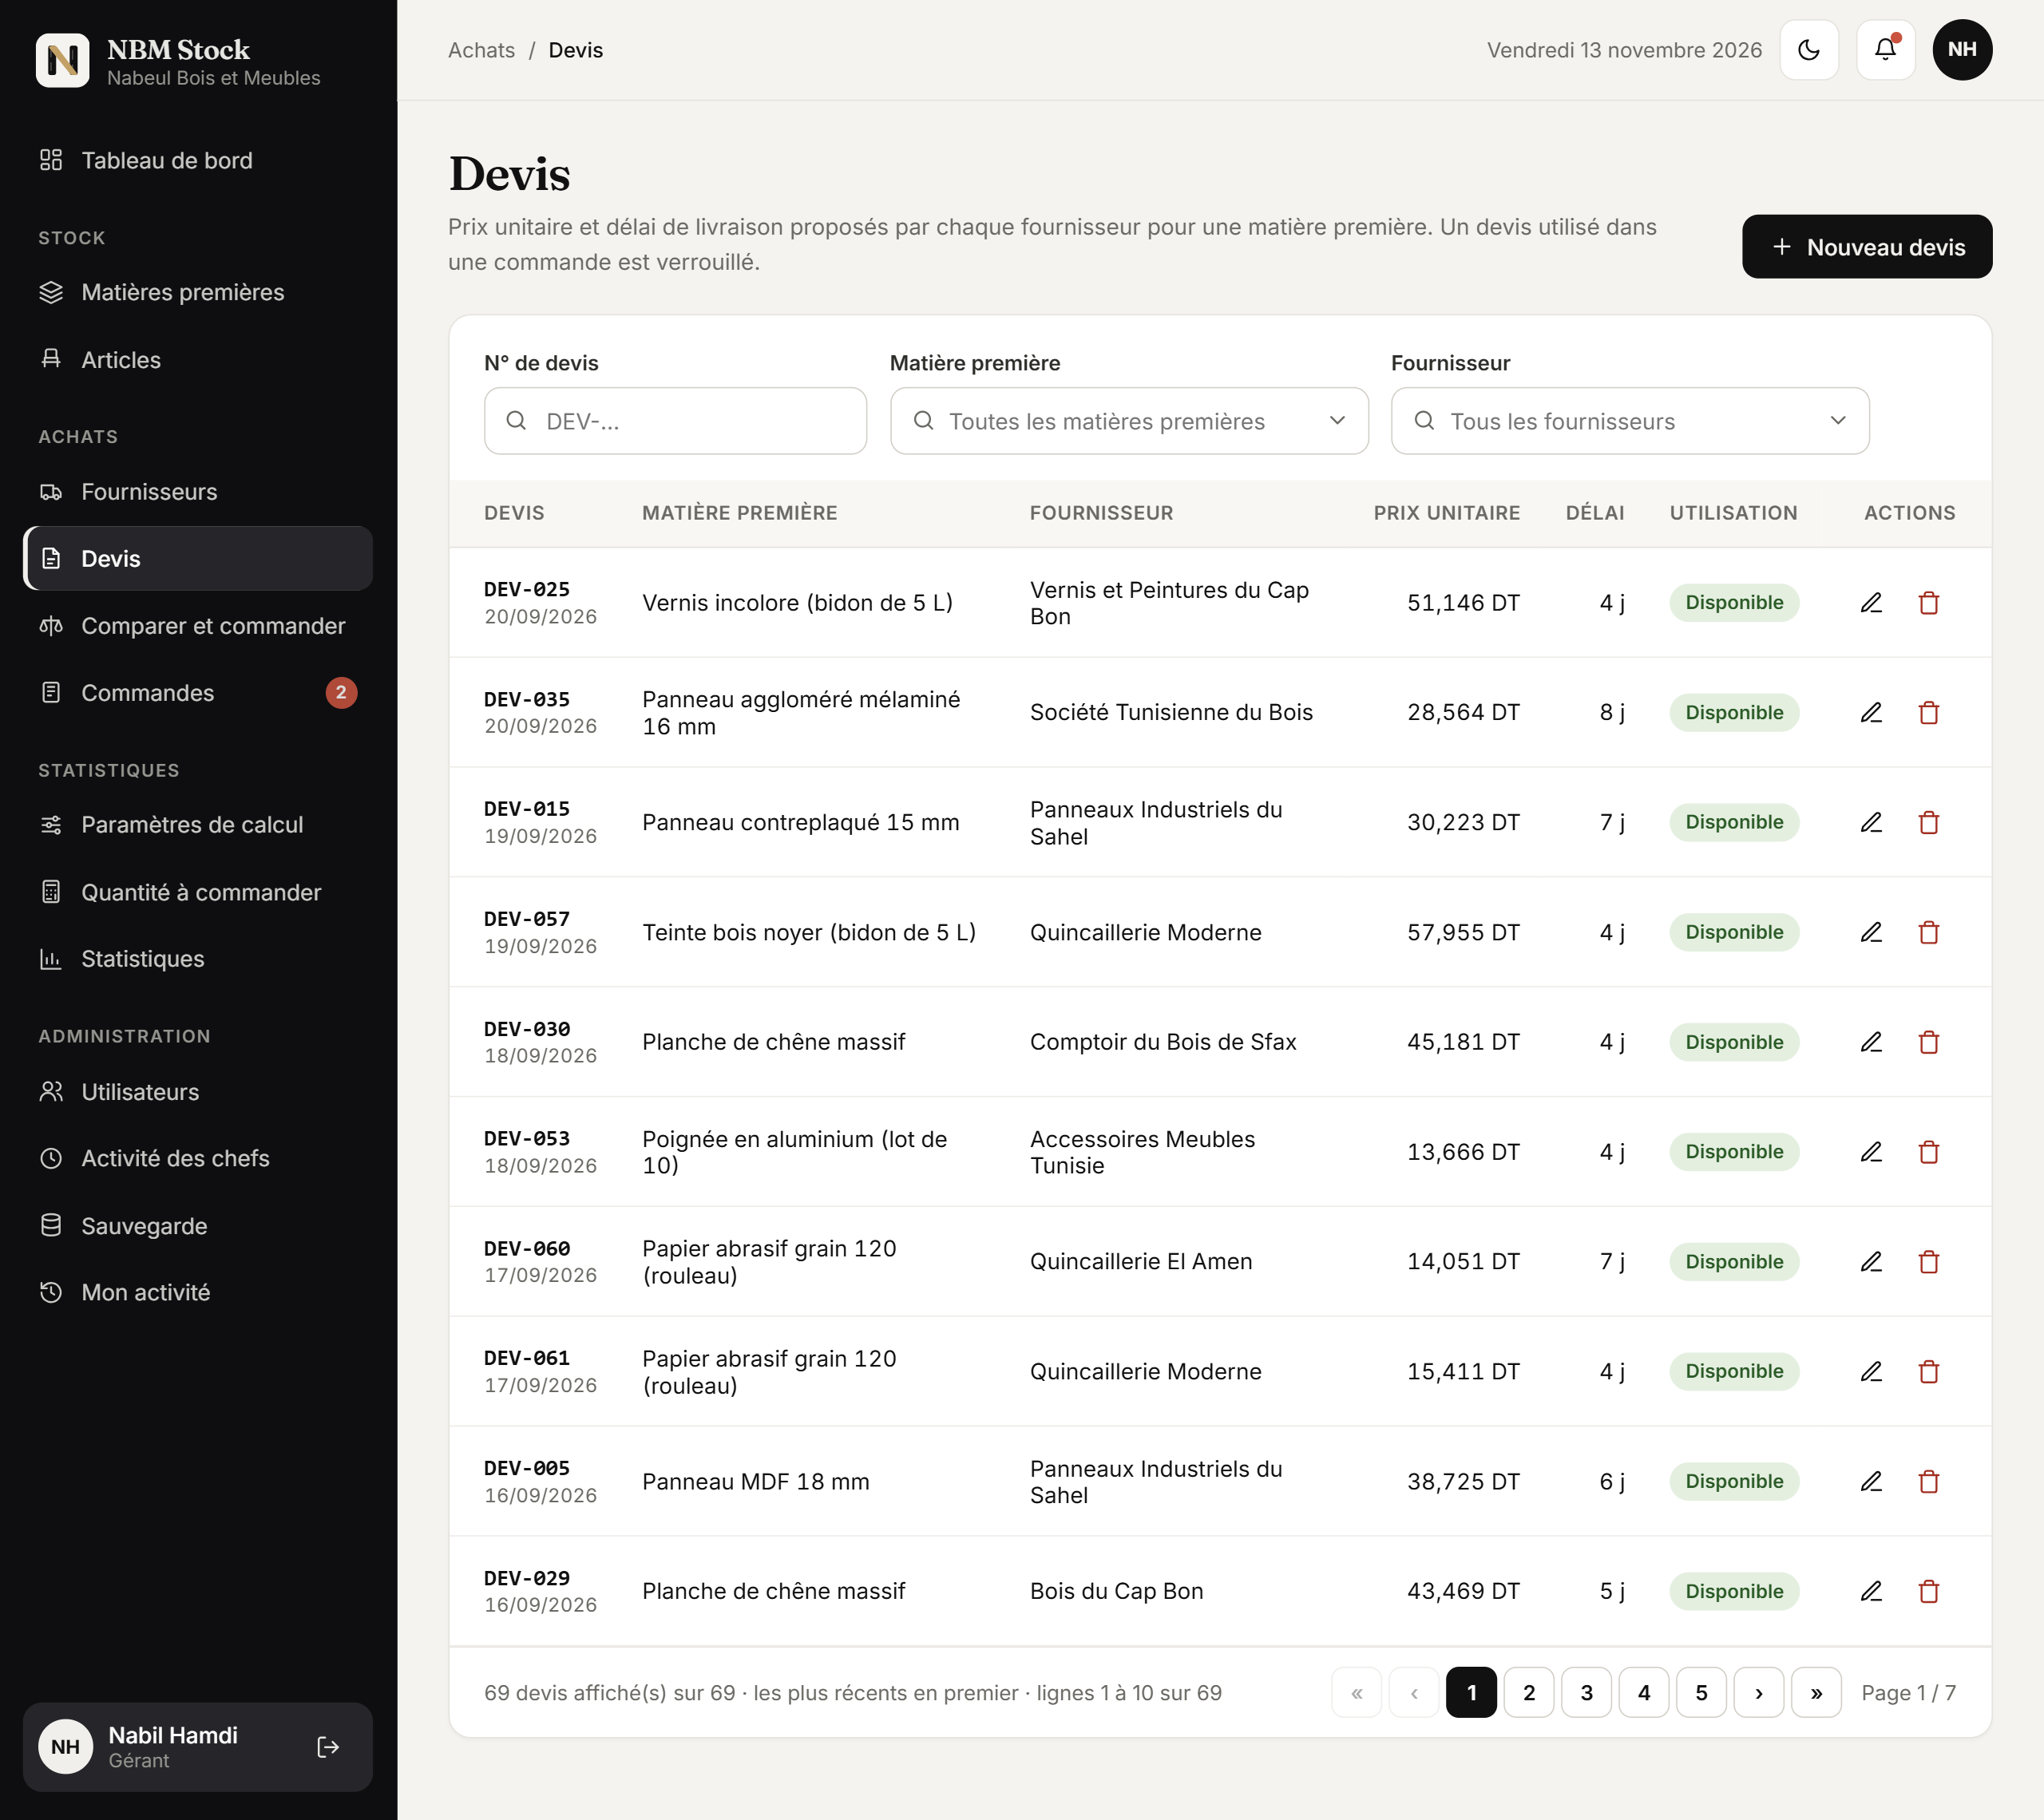 NBM Stock
Nabeul Bois et Meubles
Tableau de bord
STOCK
Matières premières
Articles
ACHATS
Fournisseurs
Devis
Comparer et commander
Commandes 2
STATISTIQUES
Paramètres de calcul
Quantité à commander
Statistiques
ADMINISTRATION
Utilisateurs
Activité des chefs
Sauvegarde
Mon activité
NH
Nabil Hamdi
Gérant
Achats / Devis
Vendredi 13 novembre 2026
NH
Devis
Prix unitaire et délai de livraison proposés par chaque fournisseur pour une matière première. Un devis utilisé dans
une commande est verrouillé.
+ Nouveau devis
N° de devis Matière première Fournisseur
DEV-... Toutes les matières premières Tous les fournisseurs
DEVIS MATIÈRE PREMIÈRE FOURNISSEUR PRIX UNITAIRE DÉLAI UTILISATION ACTIONS
DEV-025
20/09/2026
Vernis incolore (bidon de 5 L)
Vernis et Peintures du Cap
Bon
51,146 DT 4 j Disponible
DEV-035
20/09/2026
Panneau aggloméré mélaminé
16 mm
Société Tunisienne du Bois
28,564 DT 8 j Disponible
DEV-015
19/09/2026
Panneau contreplaqué 15 mm
Panneaux Industriels du
Sahel
30,223 DT 7 j Disponible
DEV-057
19/09/2026
Teinte bois noyer (bidon de 5 L)
Quincaillerie Moderne
57,955 DT 4 j Disponible
DEV-030
18/09/2026
Planche de chêne massif
Comptoir du Bois de Sfax
45,181 DT 4 j Disponible
DEV-053
18/09/2026
Poignée en aluminium (lot de
10)
Accessoires Meubles
Tunisie
13,666 DT 4 j Disponible
DEV-060
17/09/2026
Papier abrasif grain 120
(rouleau)
Quincaillerie El Amen
14,051 DT 7 j Disponible
DEV-061
17/09/2026
Papier abrasif grain 120
(rouleau)
Quincaillerie Moderne
15,411 DT 4 j Disponible
DEV-005
16/09/2026
Panneau MDF 18 mm
Panneaux Industriels du
Sahel
38,725 DT 6 j Disponible
DEV-029
16/09/2026
Planche de chêne massif
Bois du Cap Bon
43,469 DT 5 j Disponible
69 devis affiché(s) sur 69 · les plus récents en premier · lignes 1 à 10 sur 69
« ‹ 1 2 3 4 5 › » Page 1 / 7